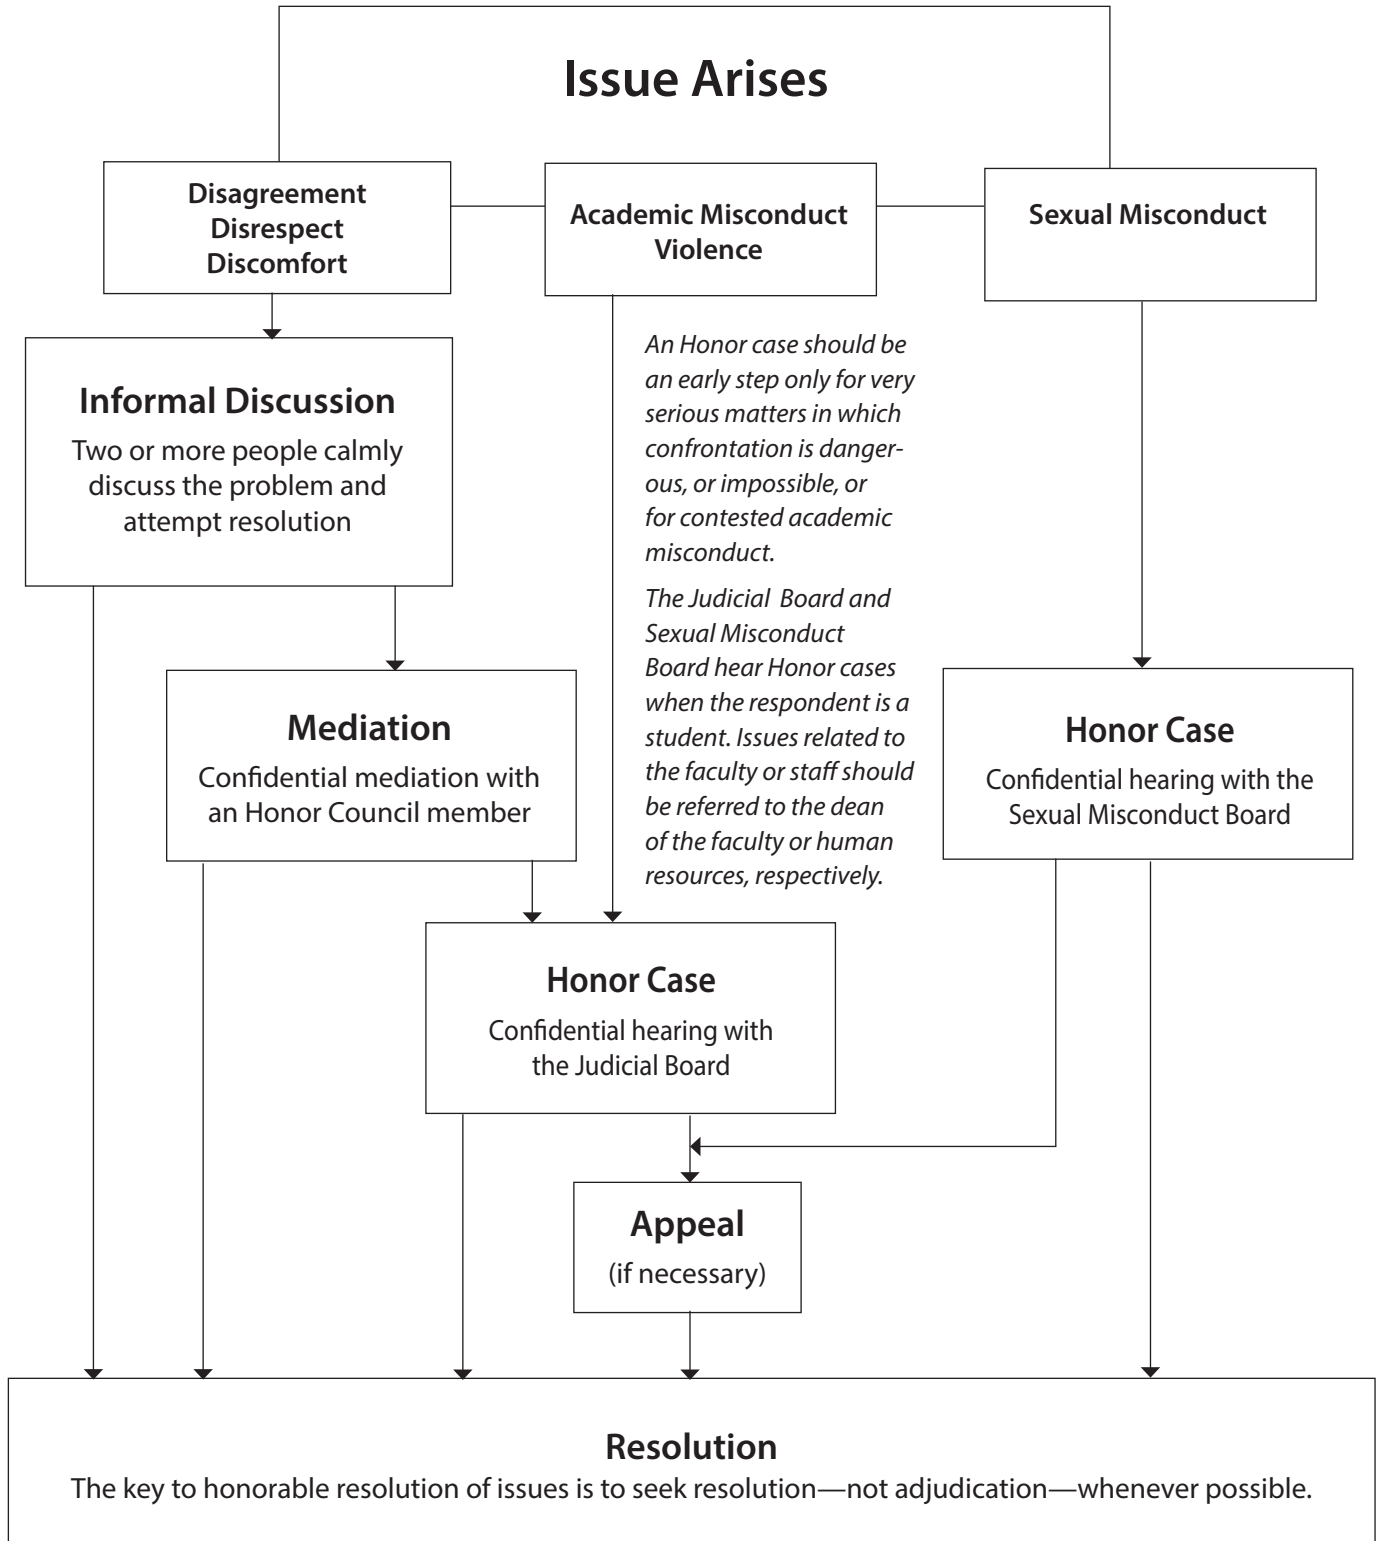 Issue Arises
Disagreement
Disrespect
Discomfort
Academic Misconduct
Violence
Sexual Misconduct
Informal Discussion
Two or more people calmly
discuss the problem and
attempt resolution
An Honor case should be
an early step only for very
serious matters in which
confrontation is danger-
ous, or impossible, or
for contested academic
misconduct.
The Judicial Board and
Sexual Misconduct
Board hear Honor cases
when the respondent is a
student. Issues related to
the faculty or staff should
be referred to the dean
of the faculty or human
resources, respectively.
Mediation
Confidential mediation with
an Honor Council member
Honor Case
Confidential hearing with the
Sexual Misconduct Board
Honor Case
Confidential hearing with
the Judicial Board
Appeal
(if necessary)
Resolution
The key to honorable resolution of issues is to seek resolution—not adjudication—whenever possible.